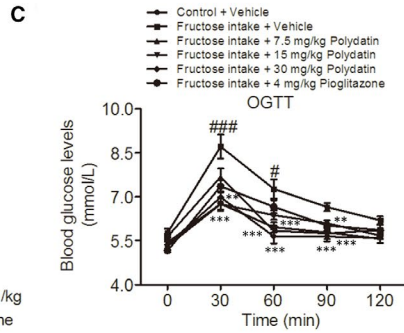 C
Control + Vehicle
Fructose intake + Vehicle
Fructose intake + 7.5 mg/kg Polydatin
Fructose intake + 15 mg/kg Polydatin
Fructose intake + 30 mg/kg Polydatin
Fructose intake + 4 mg/kg Pioglitazone
OGTT
Blood glucose levels
(mmol/L)
10.0
8.5
7.0
5.5
4.0
###
#
**
***
***
***
***
**
***
***
0
30
60
90
120
Time (min)
/kg
ne